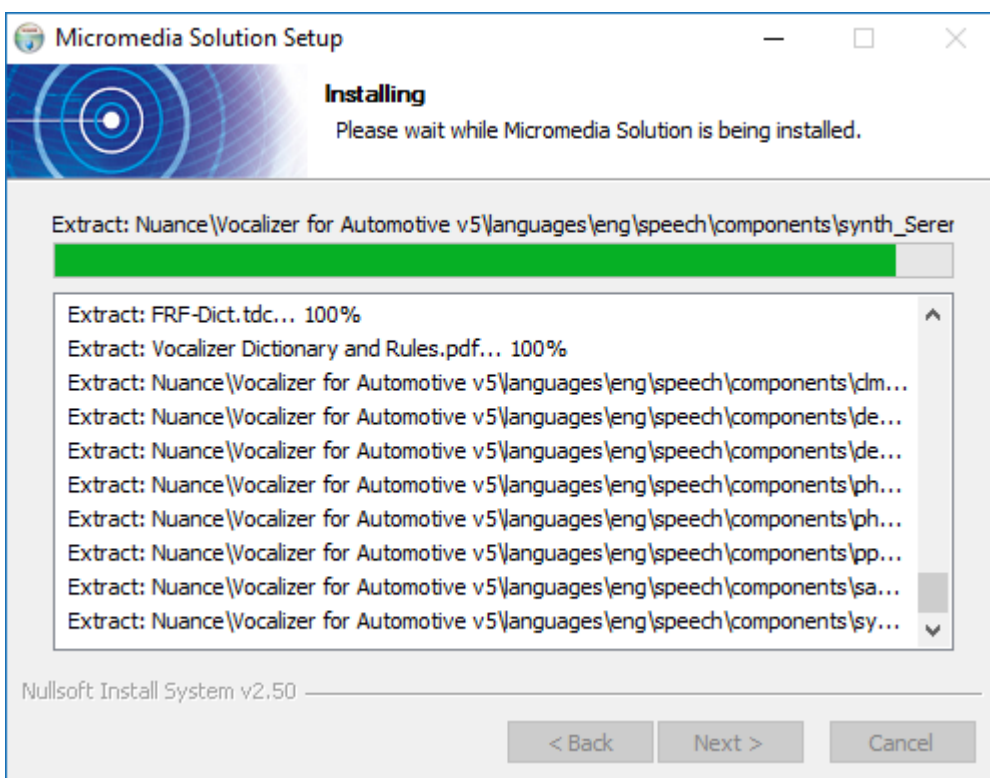 Micromedia Solution Setup
Installing
Please wait while Micromedia Solution is being installed.
Extract: Nuance\Vocalizer for Automotive v5\languages\eng\speech\components\synth_Serer
Extract: FRF-Dict.tdc... 100%
Extract: Vocalizer Dictionary and Rules.pdf... 100%
Extract: Nuance\Vocalizer for Automotive v5\languages\eng\speech\components\clm...
Extract: Nuance\Vocalizer for Automotive v5\languages\eng\speech\components\de...
Extract: Nuance\Vocalizer for Automotive v5\languages\eng\speech\components\de...
Extract: Nuance\Vocalizer for Automotive v5\languages\eng\speech\components\ph...
Extract: Nuance\Vocalizer for Automotive v5\languages\eng\speech\components\ph...
Extract: Nuance\Vocalizer for Automotive v5\languages\eng\speech\components\pp...
Extract: Nuance\Vocalizer for Automotive v5\languages\eng\speech\components\sa...
Extract: Nuance\Vocalizer for Automotive v5\languages\eng\speech\components\sy...
Nullsoft Install System v2.50
< Back Next > Cancel